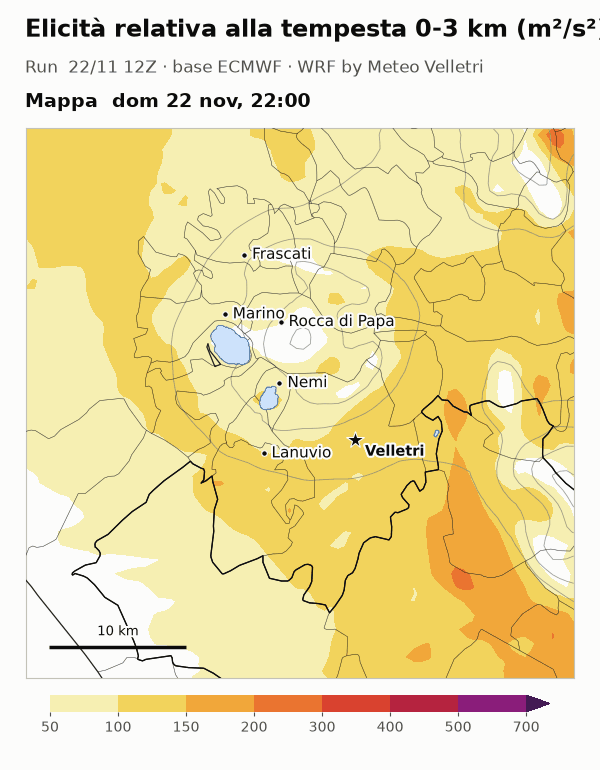 Elicità relativa alla tempesta 0-3 km (m²/s²)
Run 22/11 12Z · base ECMWF · WRF by Meteo Velletri
Mappa dom 22 nov, 22:00
Frascati
Marino
Rocca di Papa
Nemi
Velletri
Lanuvio
10 km
50 100 150 200 300 400 500 700